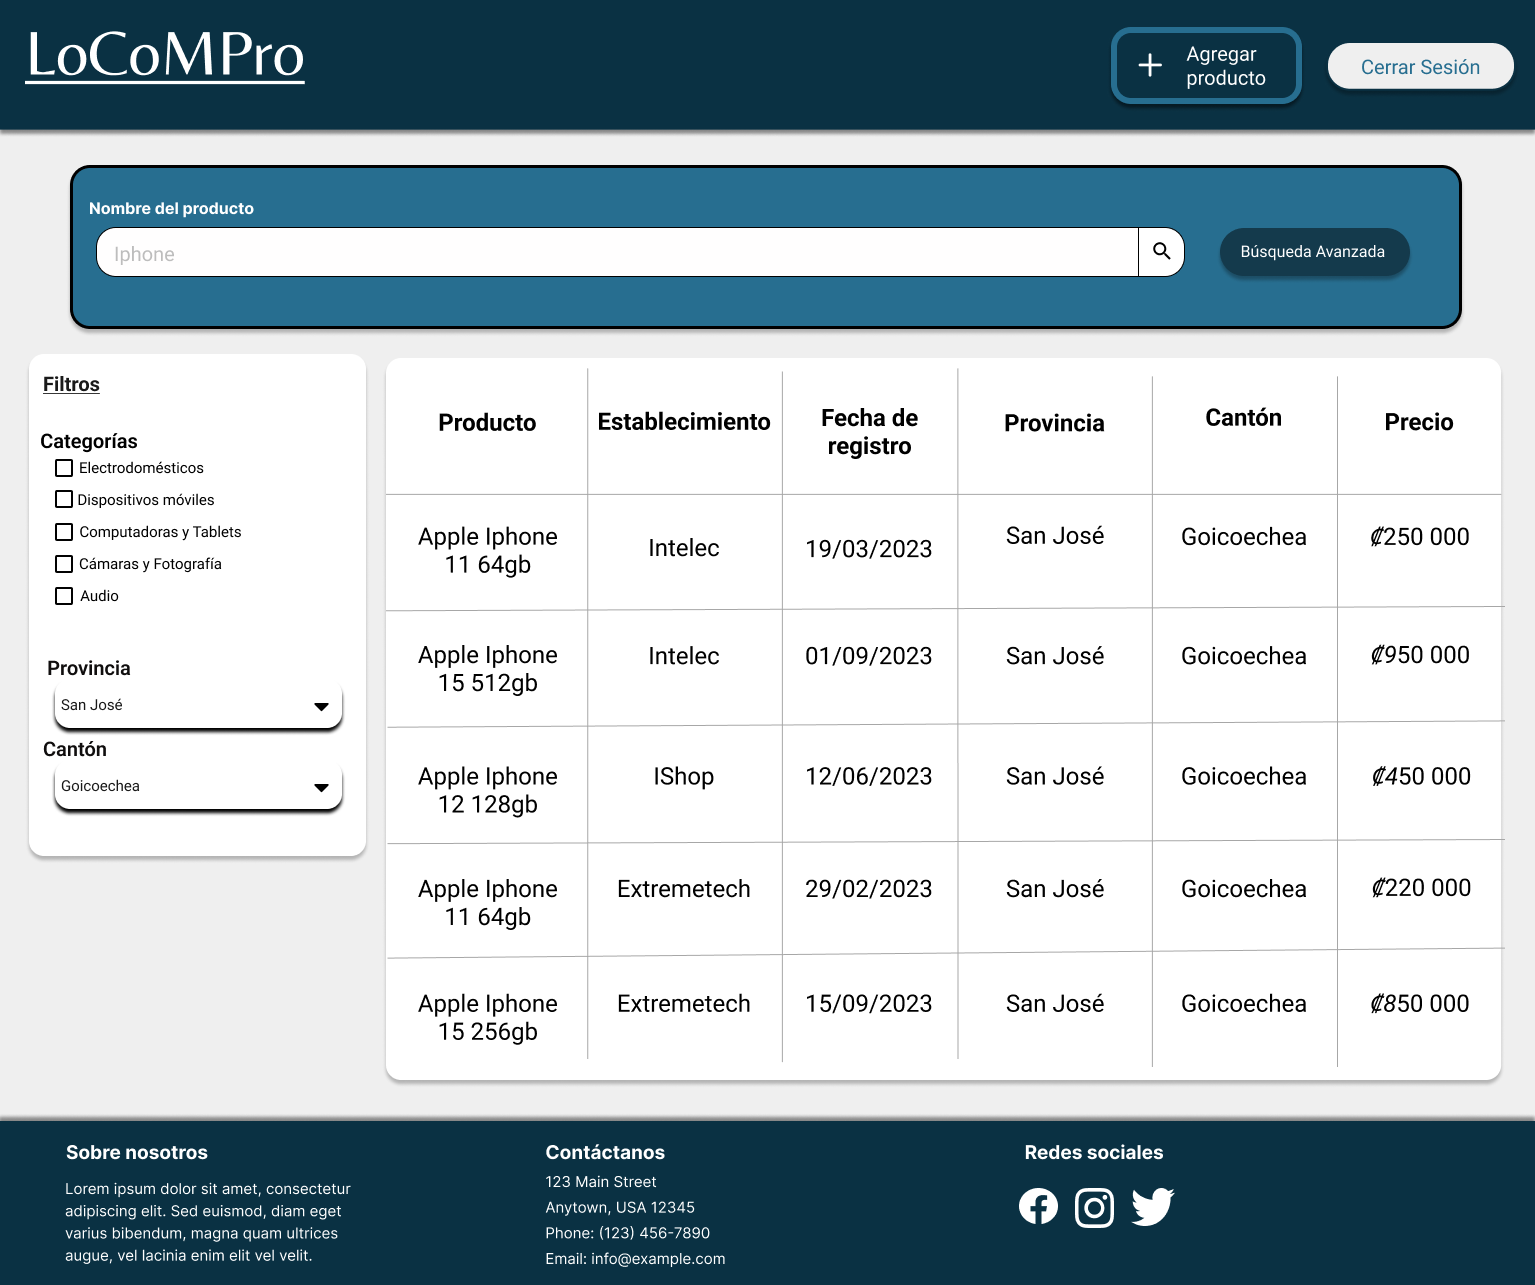 LoCoMPro
Agregar
producto
Cerrar Sesión
Nombre del producto
Iphone
Búsqueda Avanzada
Filtros
Categorías
Electrodomésticos
Dispositivos móviles
Computadoras y Tablets
Cámaras y Fotografía
Audio
Provincia
San José
Cantón
Goicoechea
Producto
Establecimiento
Fecha de
registro
Provincia
Cantón
Precio
Apple Iphone
11 64gb
Intelec
19/03/2023
San José
Goicoechea
₡250 000
Apple Iphone
15 512gb
Intelec
01/09/2023
San José
Goicoechea
₡950 000
Apple Iphone
12 128gb
IShop
12/06/2023
San José
Goicoechea
₡450 000
Apple Iphone
11 64gb
Extremetech
29/02/2023
San José
Goicoechea
₡220 000
Apple Iphone
15 256gb
Extremetech
15/09/2023
San José
Goicoechea
₡850 000
Sobre nosotros
Lorem ipsum dolor sit amet, consectetur
adipiscing elit. Sed euismod, diam eget
varius bibendum, magna quam ultrices
augue, vel lacinia enim elit vel velit.
Contáctanos
123 Main Street
Anytown, USA 12345
Phone: (123) 456-7890
Email: info@example.com
Redes sociales